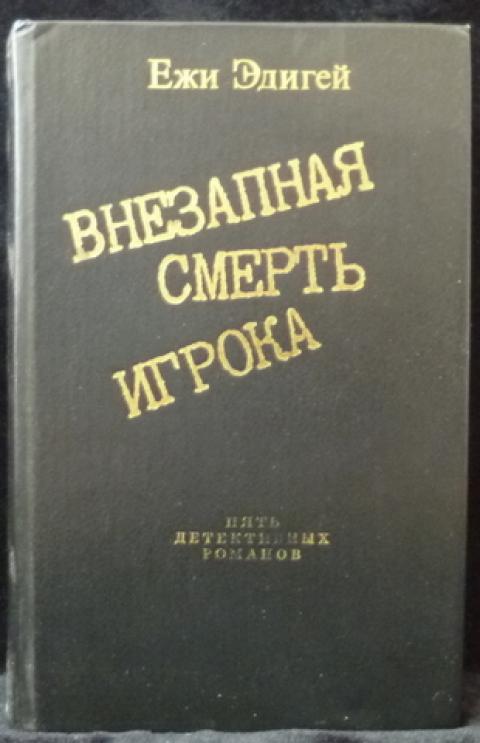 Ежи Эдигей
ВНЕЗАПНАЯ
СМЕРТЬ
ИГРОКА
ПЯТЬ
ДЕТЕКТИВНЫХ
РОМАНОВ